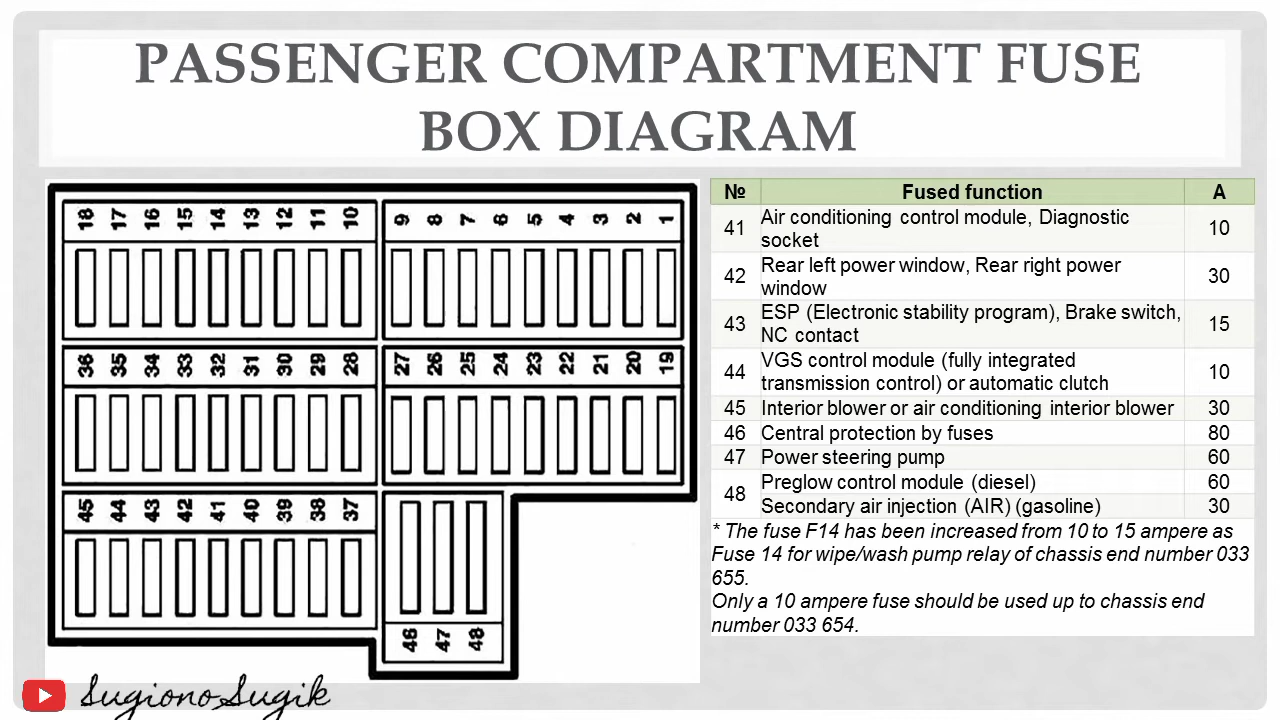 PASSENGER COMPARTMENT FUSE
BOX DIAGRAM
18 17 16 15 14 13 12 11 10 9 8 7 6 5 4 3 2 1
36 35 34 33 32 31 30 29 28 27 26 25 24 23 22 21 20 19
45 44 43 42 41 40 39 38 37
46 47 48
№ Fused function A
41 Air conditioning control module, Diagnostic
socket 10
42 Rear left power window, Rear right power
window 30
43 ESP (Electronic stability program), Brake switch,
NC contact 15
44 VGS control module (fully integrated
transmission control) or automatic clutch 10
45 Interior blower or air conditioning interior blower 30
46 Central protection by fuses 80
47 Power steering pump 60
48 Preglow control module (diesel) 60
Secondary air injection (AIR) (gasoline) 30
* The fuse F14 has been increased from 10 to 15 ampere as
Fuse 14 for wipe/wash pump relay of chassis end number 033
655.
Only a 10 ampere fuse should be used up to chassis end
number 033 654.
SugionoSugik